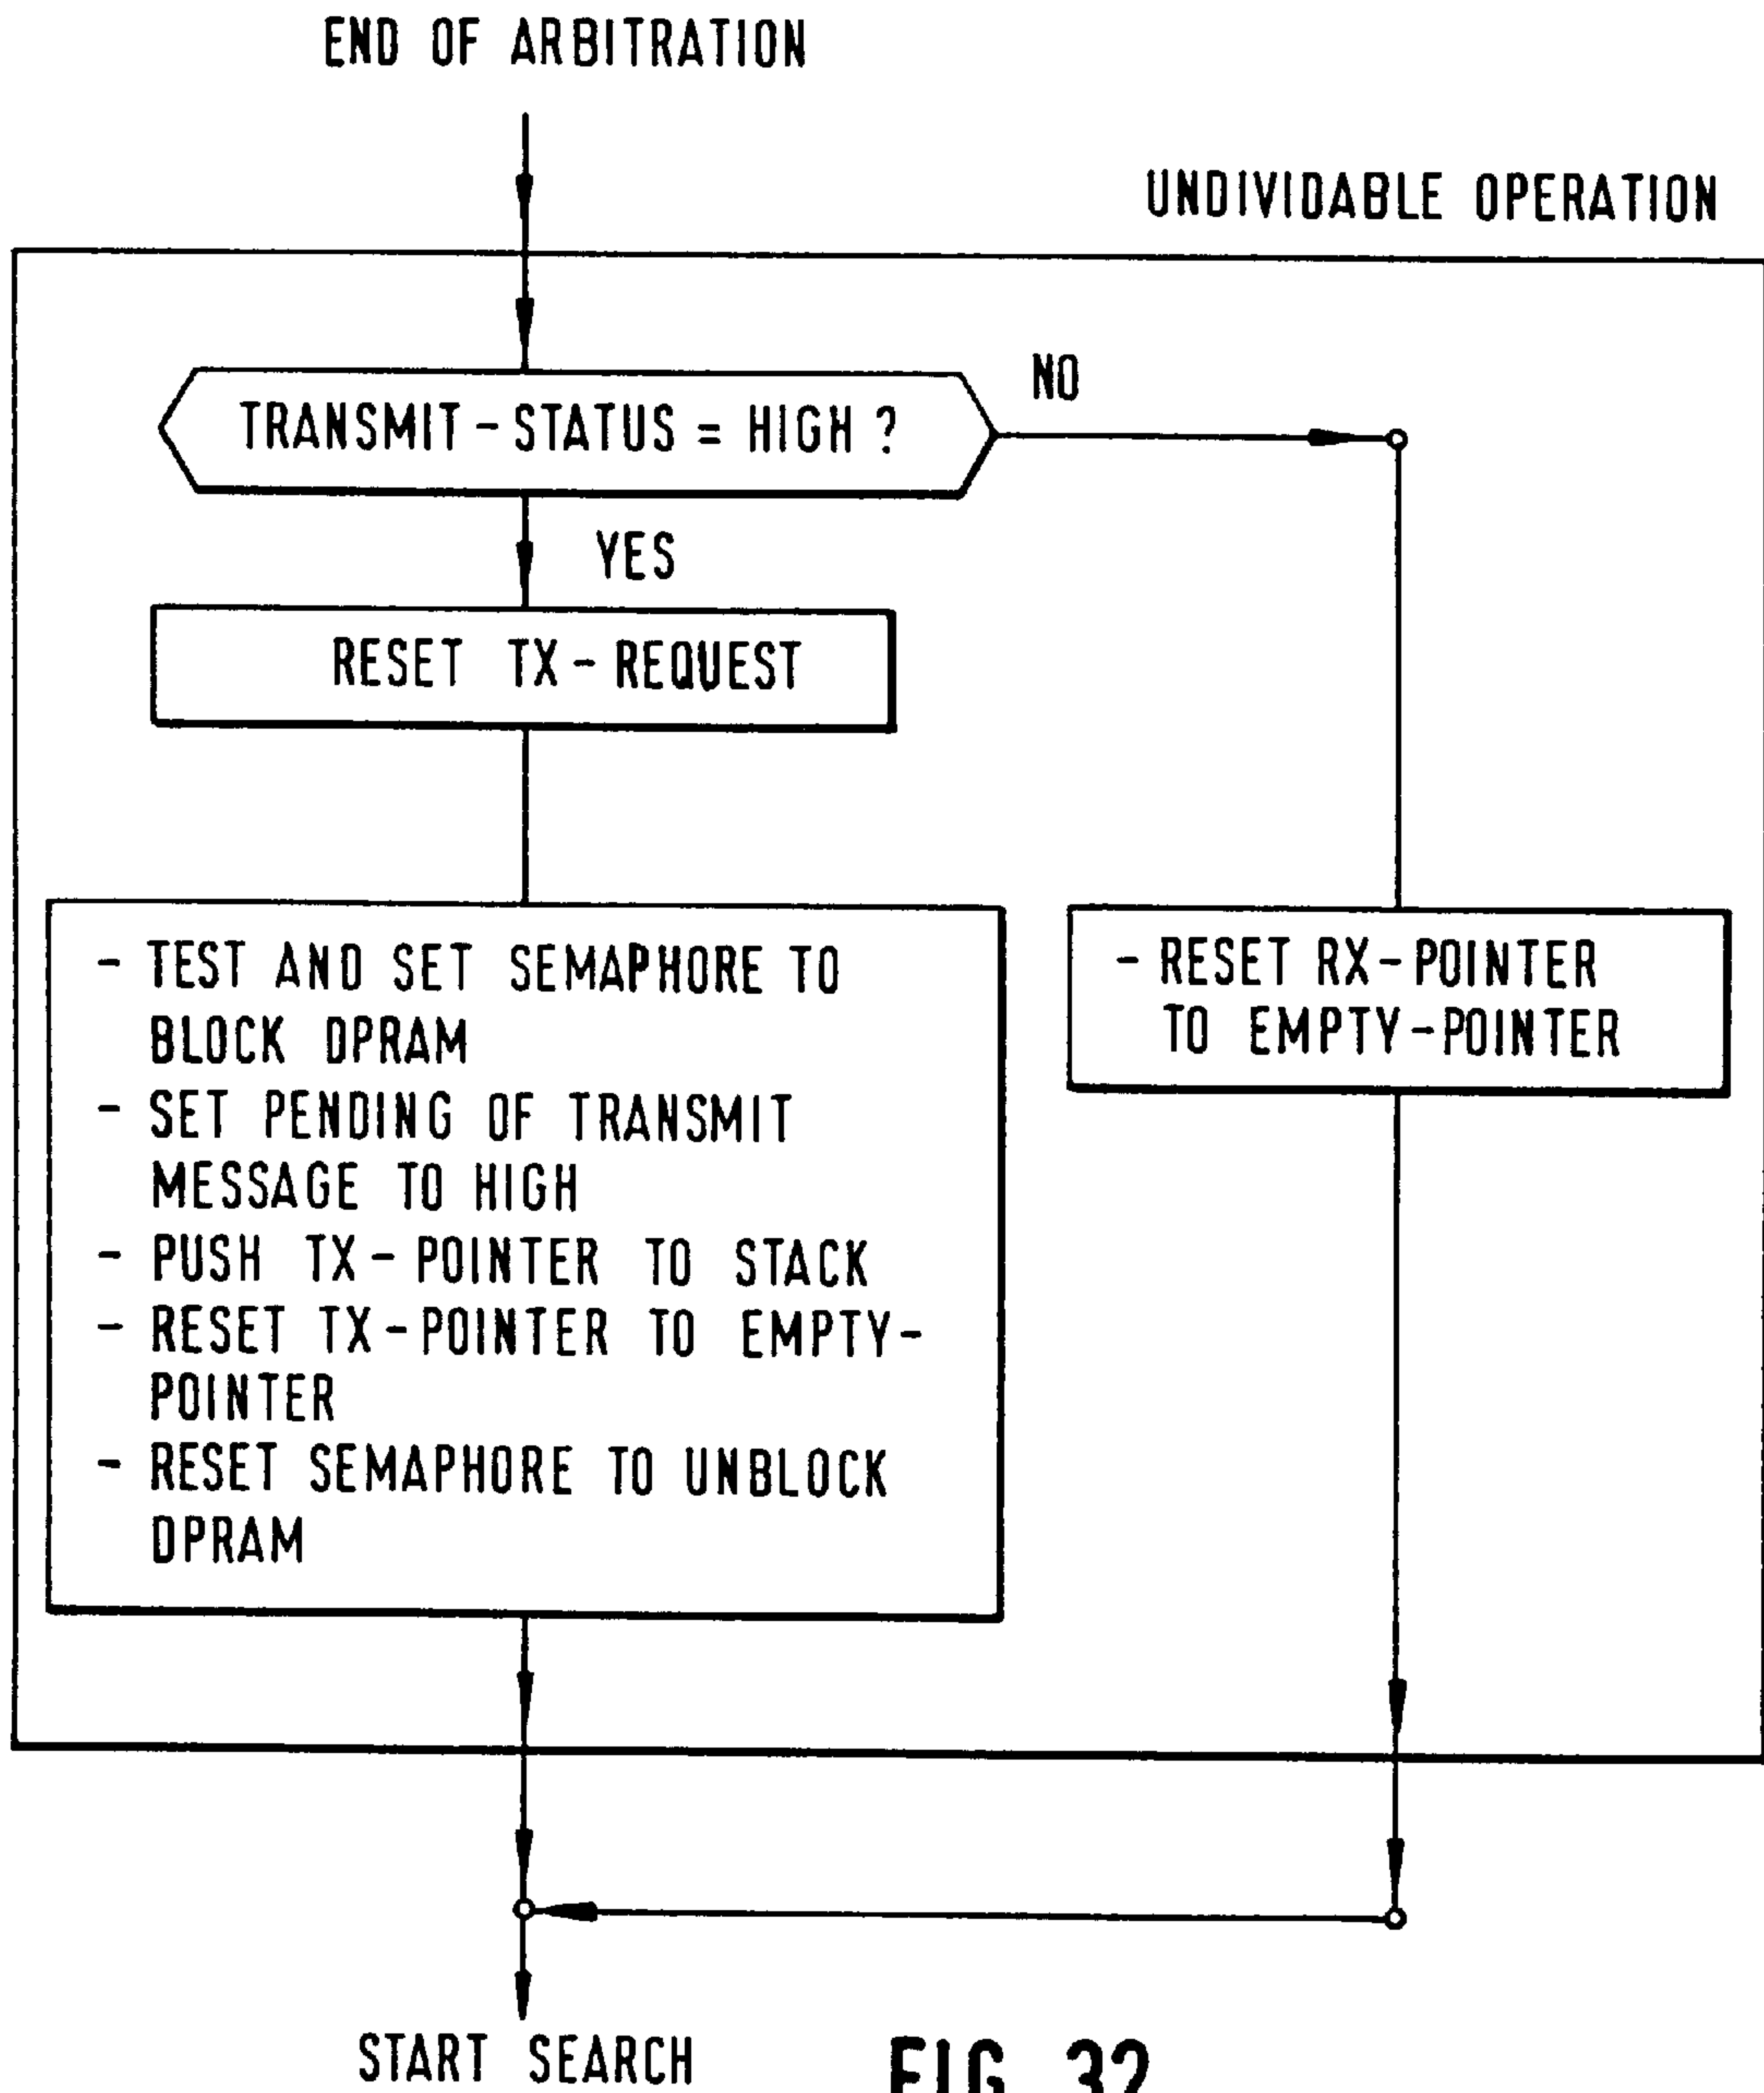 END OF ARBITRATION
UNDIVIDABLE OPERATION
TRANSMIT-STATUS = HIGH ?
NO
YES
RESET TX-REQUEST
- TEST AND SET SEMAPHORE TO
BLOCK DPRAM
- SET PENDING OF TRANSMIT
MESSAGE TO HIGH
- PUSH TX-POINTER TO STACK
- RESET TX-POINTER TO EMPTY-
POINTER
- RESET SEMAPHORE TO UNBLOCK
DPRAM
- RESET RX-POINTER
TO EMPTY-POINTER
START SEARCH
FIG. 32